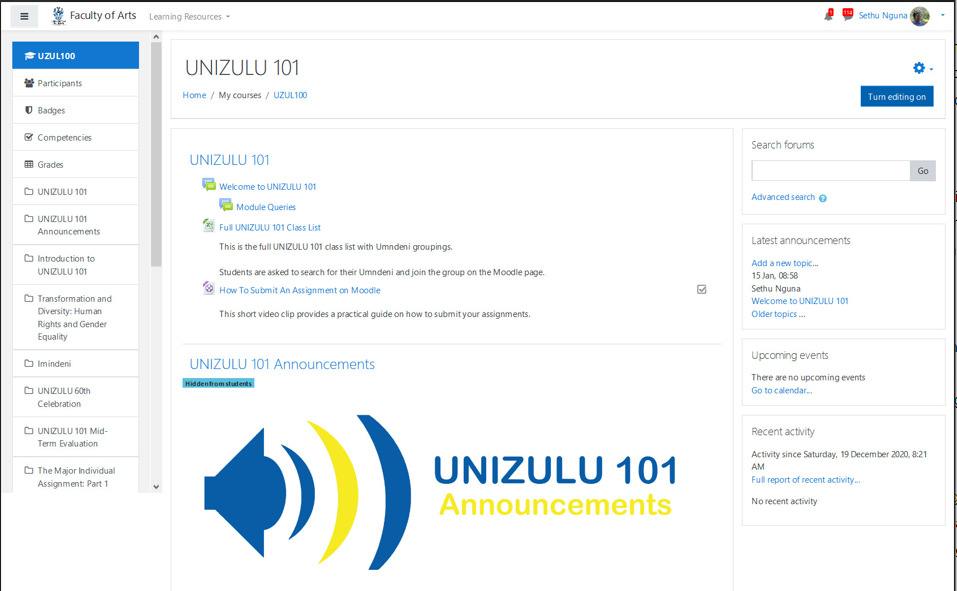 Faculty of Arts
Learning Resources
1
114
Sethu Nguna
UZUL100
Participants
Badges
Competencies
Grades
UNIZULU 101
UNIZULU 101
Announcements
Introduction to
UNIZULU 101
Transformation and
Diversity: Human
Rights and Gender
Equality
Imindeni
UNIZULU 60th
Celebration
UNIZULU 101 Mid-
Term Evaluation
The Major Individual
Assignment: Part 1
UNIZULU 101
Home / My courses / UZUL100
Turn editing on
UNIZULU 101
Welcome to UNIZULU 101
Module Queries
Full UNIZULU 101 Class List
This is the full UNIZULU 101 class list with Umndeni groupings.
Students are asked to search for their Umndeni and join the group on the Moodle page.
How To Submit An Assignment on Moodle
This short video clip provides a practical guide on how to submit your assignments.
UNIZULU 101 Announcements
Hidden from students
UNIZULU 101
Announcements
Search forums
Go
Advanced search
Latest announcements
Add a new topic...
15 Jan, 08:58
Sethu Nguna
Welcome to UNIZULU 101
Older topics ...
Upcoming events
There are no upcoming events
Go to calendar...
Recent activity
Activity since Saturday, 19 December 2020, 8:21
AM
Full report of recent activity...
No recent activity